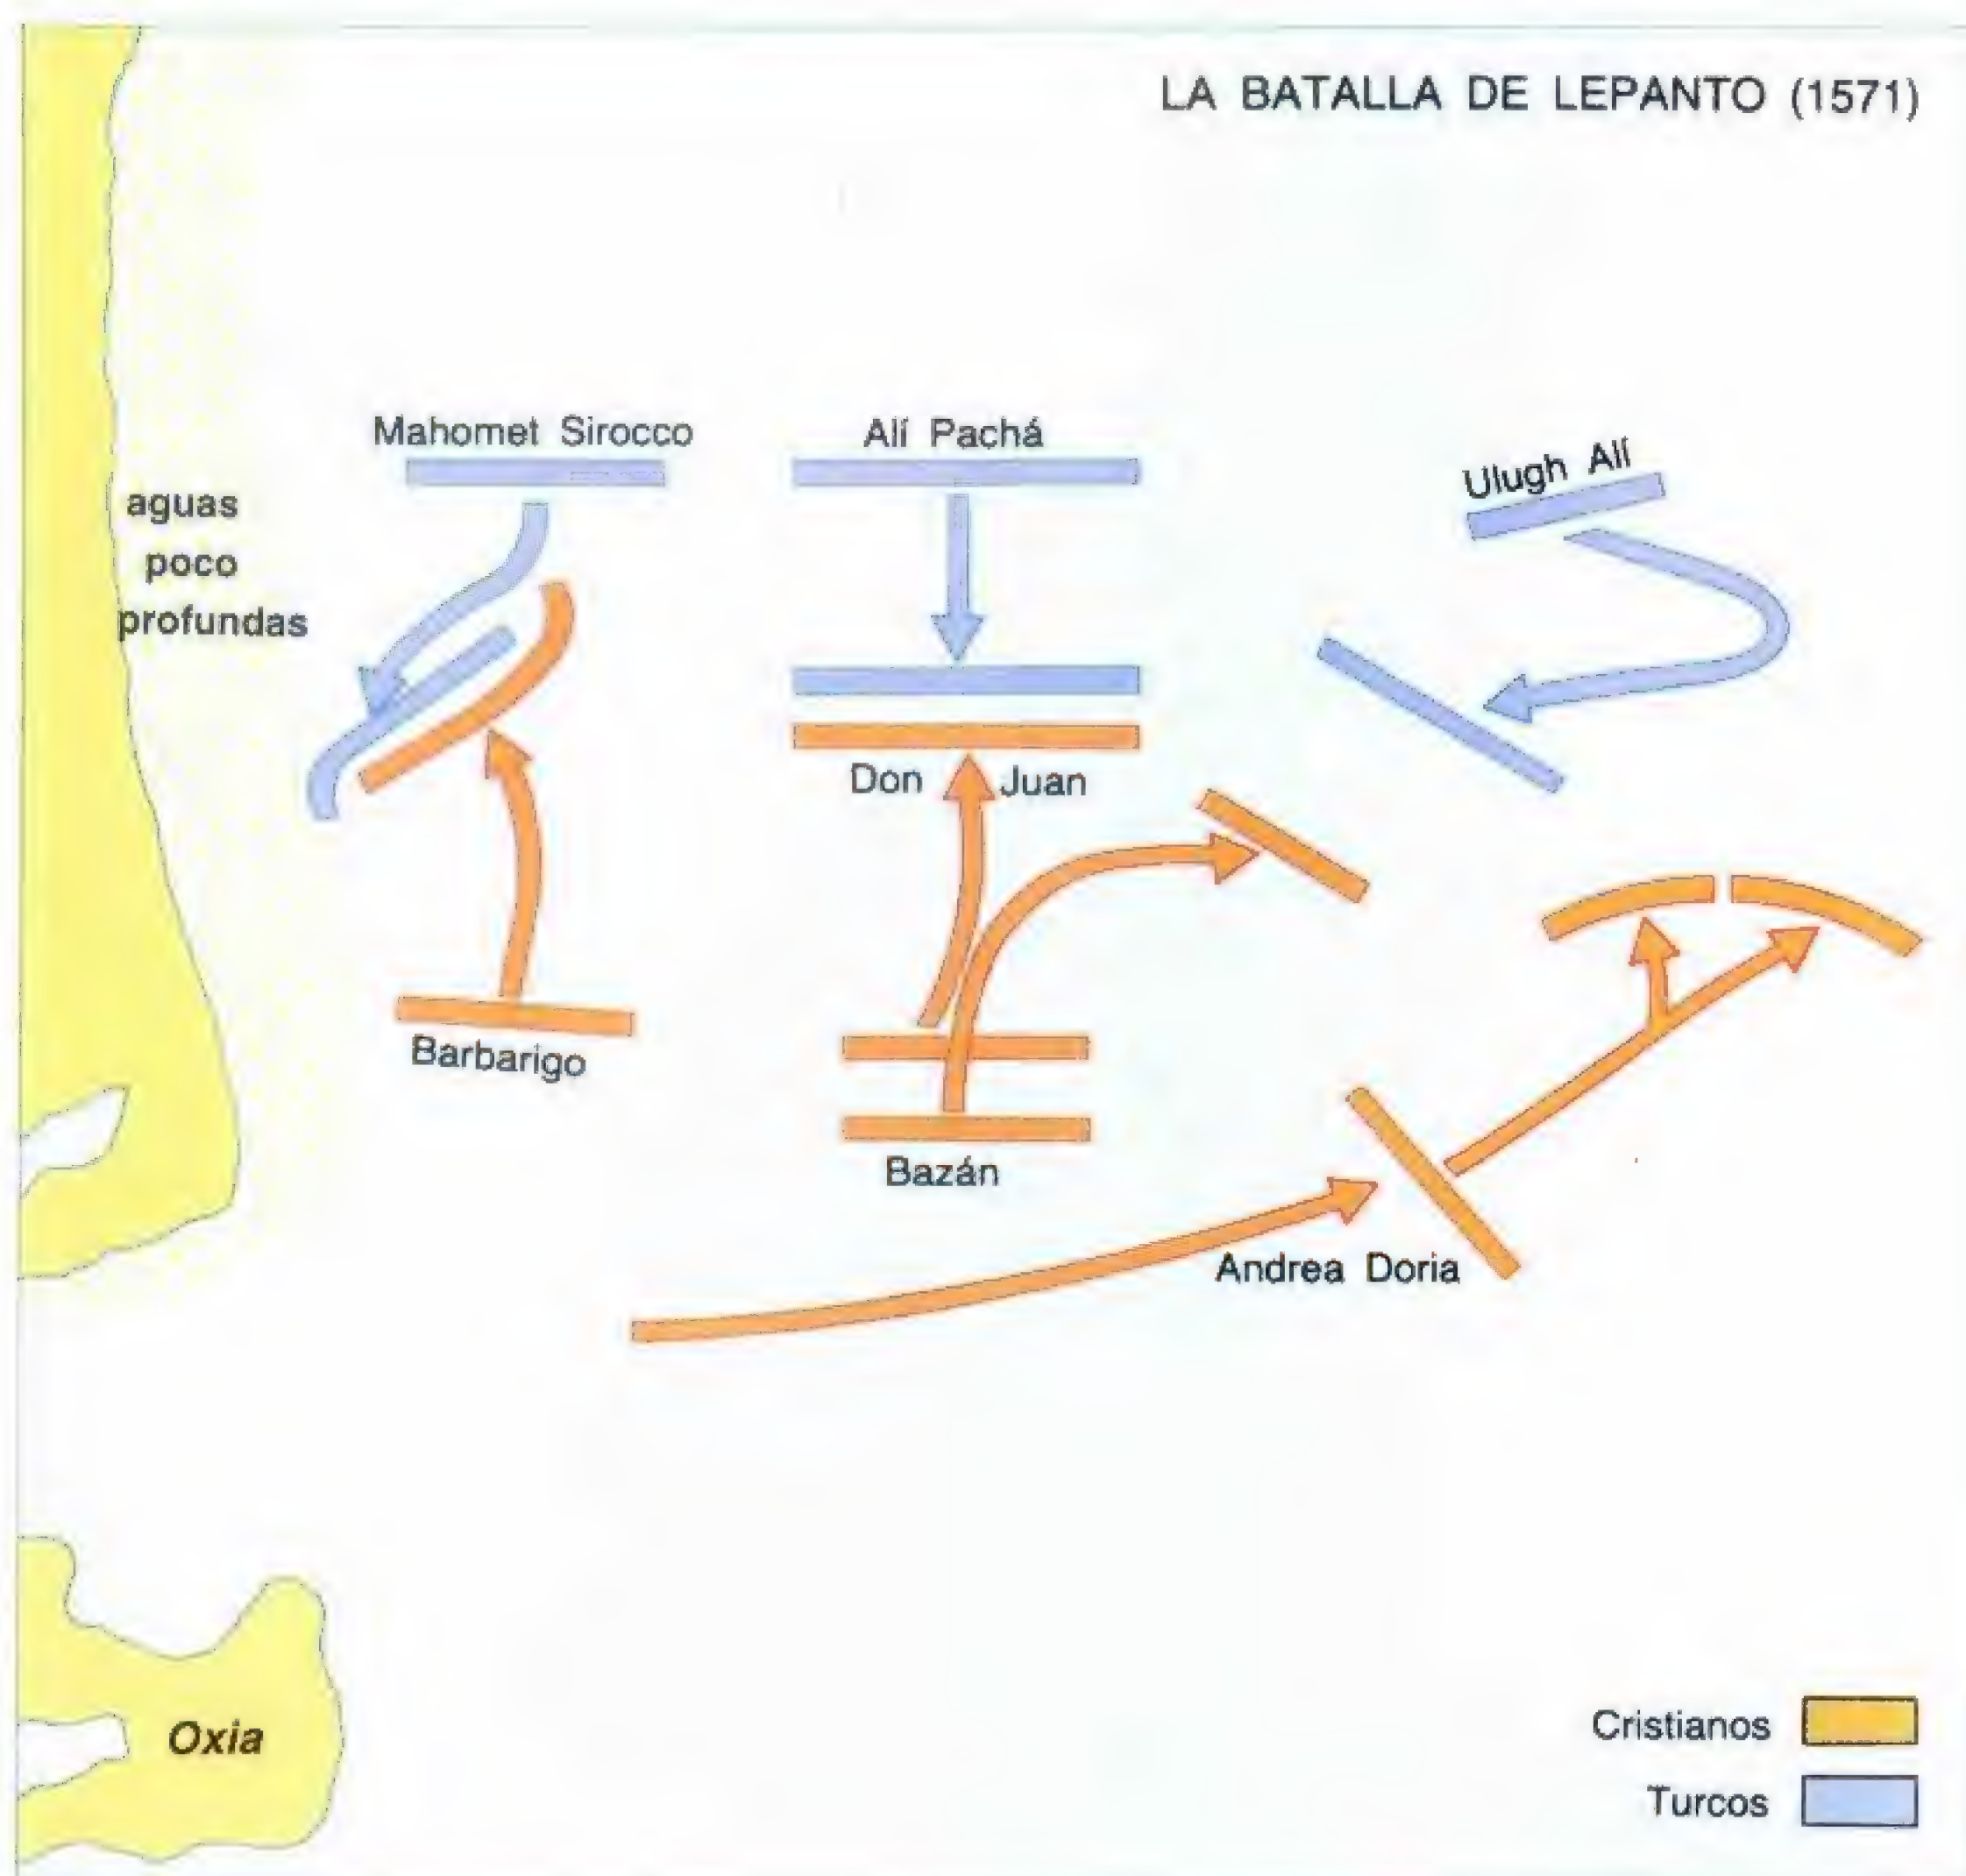 LA BATALLA DE LEPANTO (1571)
Mahomet Sirocco
Alí Pachá
Ulugh Alí
aguas
poco
profundas
Don Juan
Barbarigo
Bazán
Andrea Doria
Oxia
Cristianos
Turcos